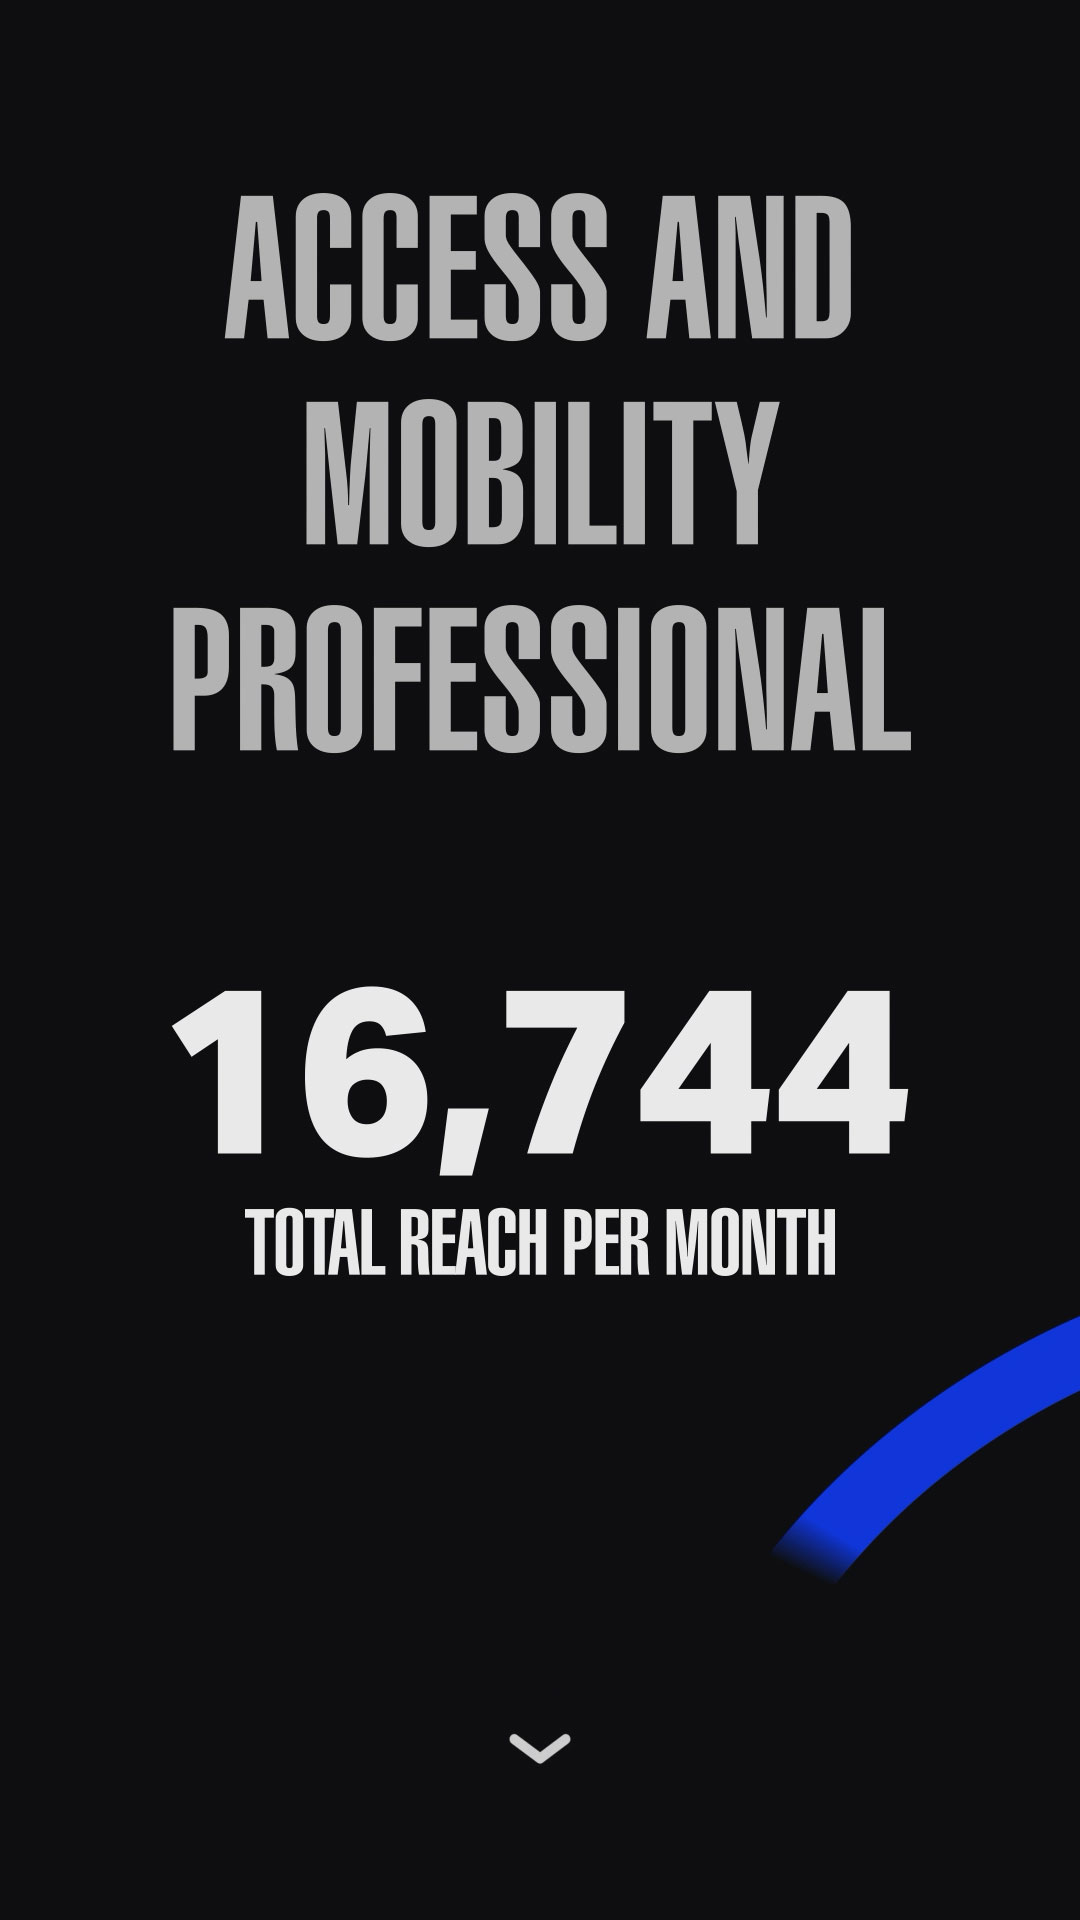 ACCESS AND
MOBILITY
PROFESSIONAL
16,744
TOTAL REACH PER MONTH